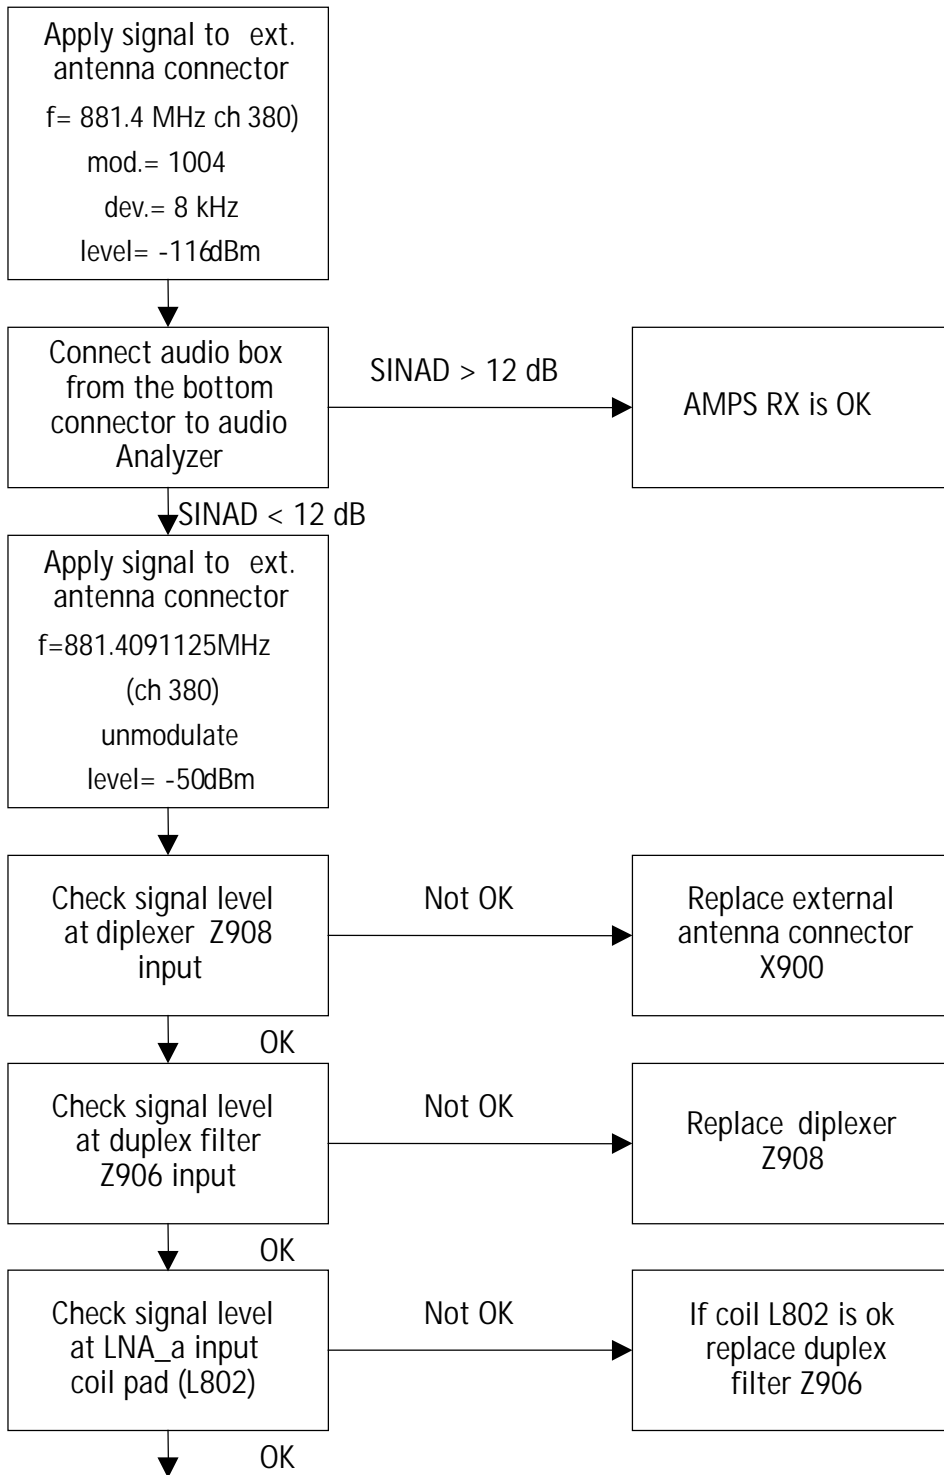 Apply signal to ext.
antenna connector
f= 881.4 MHz ch 380)
mod.= 1004
dev.= 8 kHz
level= -116dBm
Connect audio box
from the bottom
connector to audio
Analyzer
SINAD > 12 dB
AMPS RX is OK
SINAD < 12 dB
Apply signal to ext.
antenna connector
f=881.4091125MHz
(ch 380)
unmodulate
level= -50dBm
Check signal level
at diplexer Z908
input
Not OK
Replace external
antenna connector
X900
OK
Check signal level
at duplex filter
Z906 input
Not OK
Replace diplexer
Z908
OK
Check signal level
at LNA_a input
coil pad (L802)
Not OK
If coil L802 is ok
replace duplex
filter Z906
OK